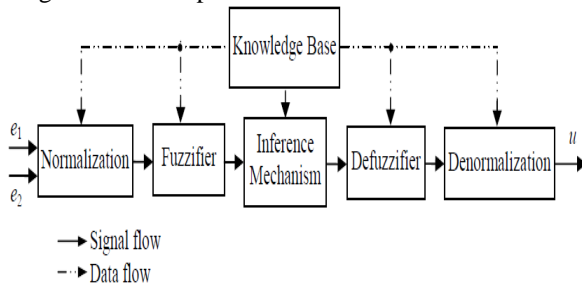 Knowledge Base
e1
e2
Normalization
Fuzzifier
Inference
Mechanism
Defuzzifier
Denormalization
u
Signal flow
Data flow